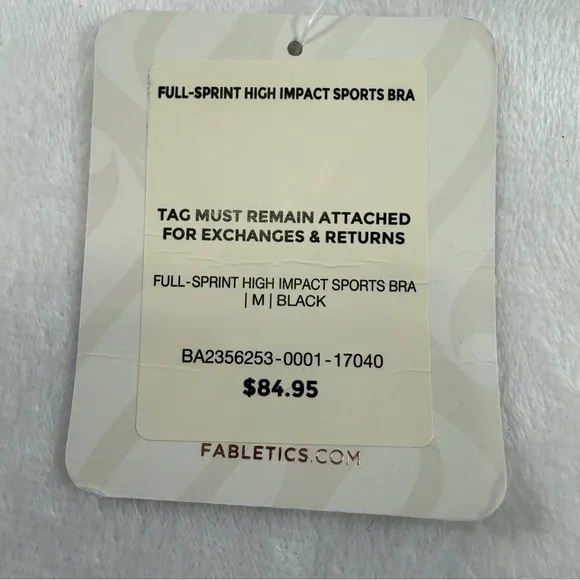 FULL-SPRINT HIGH IMPACT SPORTS BRA
TAG MUST REMAIN ATTACHED
FOR EXCHANGES & RETURNS
FULL-SPRINT HIGH IMPACT SPORTS BRA
| M | BLACK
BA2356253-0001-17040
$84.95
FABLETICS.COM